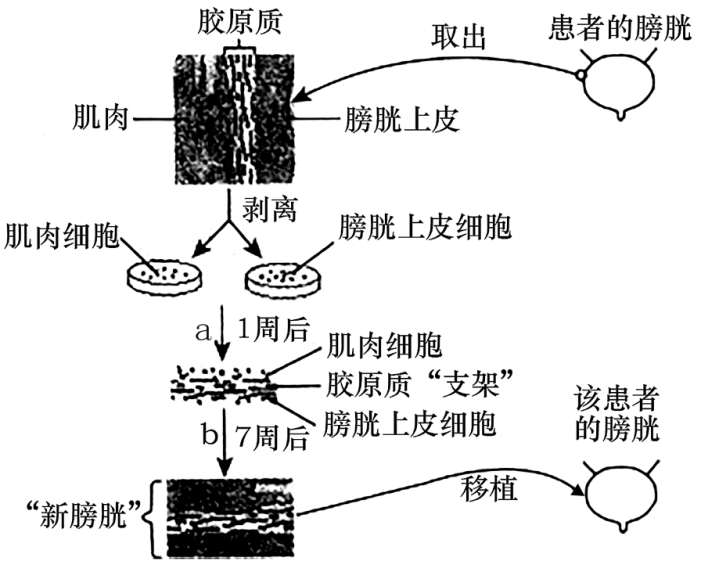 胶原质
取出
患者的膀胱
肌肉
膀胱上皮
剥离
肌肉细胞
膀胱上皮细胞
a
1周后
肌肉细胞
胶原质“支架”
膀胱上皮细胞
b
7周后
该患者
的膀胱
“新膀胱”
移植